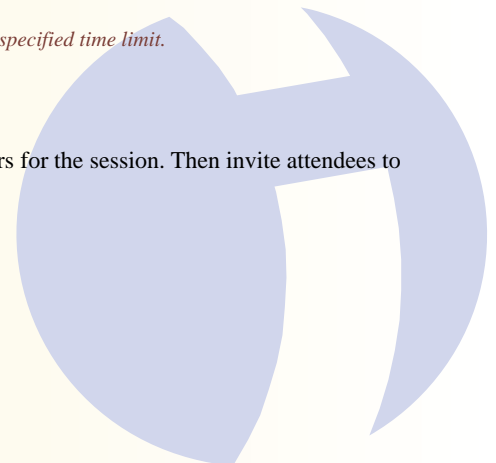 specified time limit.
rs for the session. Then invite attendees to